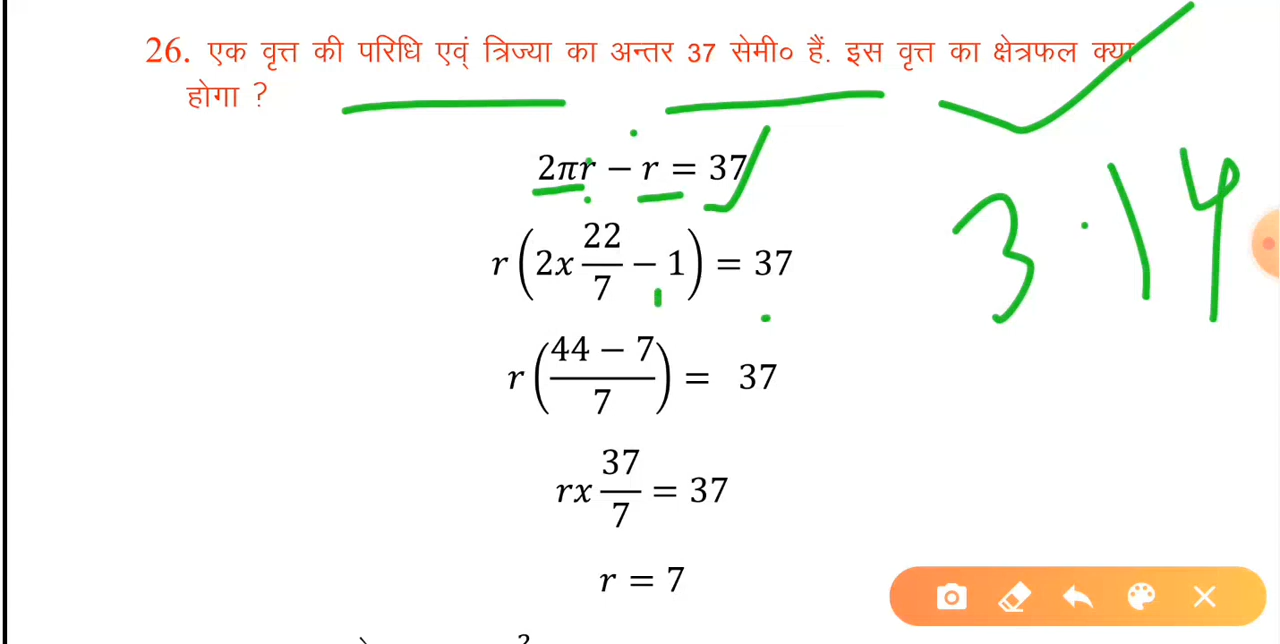 26. एक वृत्त की परिधि एवं त्रिज्या का अन्तर 37 सेमी० हैं. इस वृत्त का क्षेत्रफल क्या
होगा ?
2πr − r = 37
r(2x 22/7 − 1) = 37
3.14
r((44 − 7)/7) = 37
rx 37/7 = 37
r = 7
2